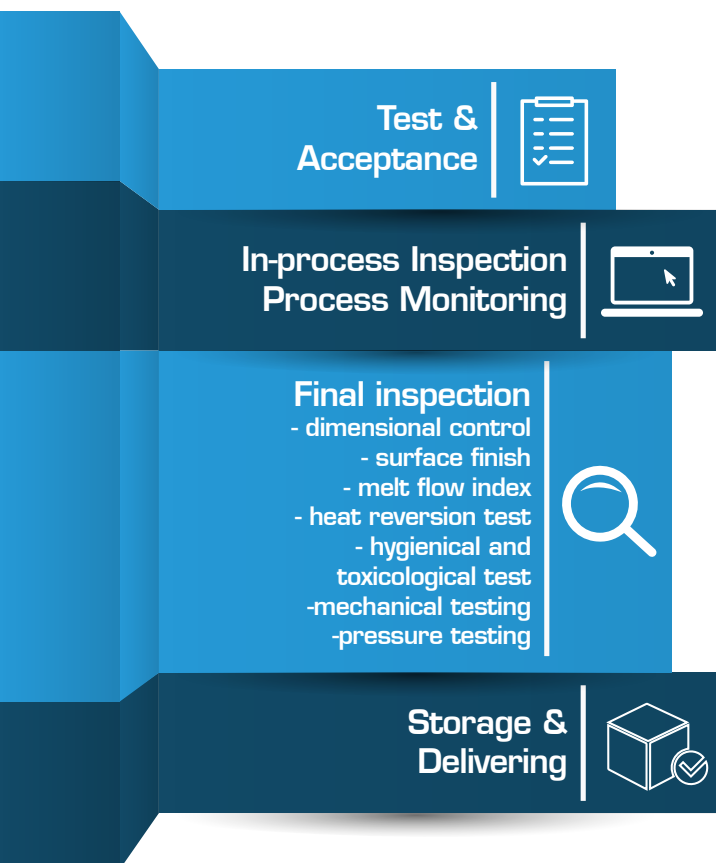 Test &
Acceptance
In-process Inspection
Process Monitoring
Final inspection
- dimensional control
- surface finish
- melt flow index
- heat reversion test
- hygienical and
toxicological test
-mechanical testing
-pressure testing
Storage &
Delivering